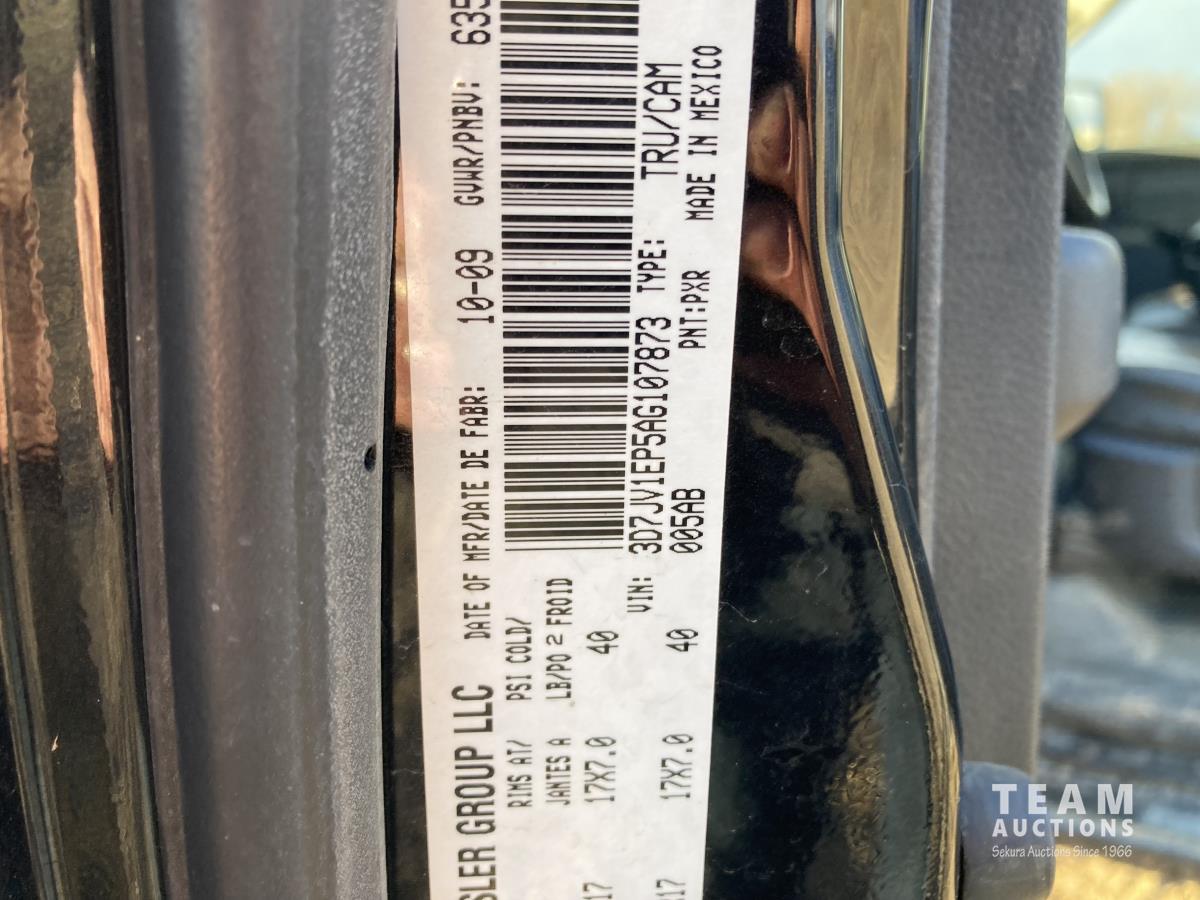 SLER GROUP LLC DATE OF MFR/DATE DE FABR: 10-09 GVWR/PNBV: 635
RIMS AT/ PSI COLD/
JANTES A LB/PO 2 FROID
17 17X7.0 40
VIN: 3D7JV1EP5AG107873 TYPE: TRU/CAM
17 17X7.0 40 005AB PNT:PXR MADE IN MEXICO
TEAM
AUCTIONS
Sekura Auctions Since 1966